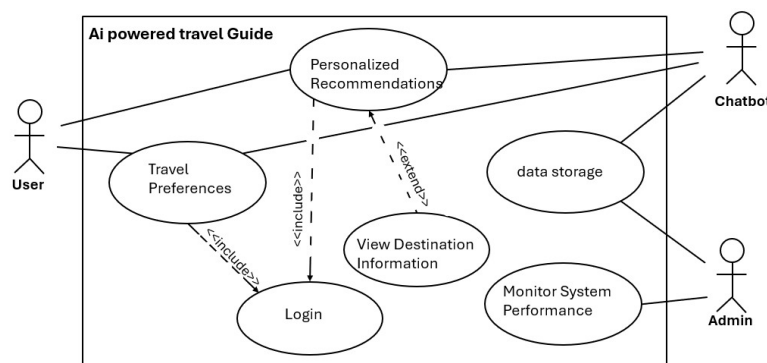 Ai powered travel Guide
Personalized
Recommendations
Chatbot
User
Travel
Preferences
<<include>>
<<include>>
<<extend>>
data storage
View Destination
Information
Login
Monitor System
Performance
Admin